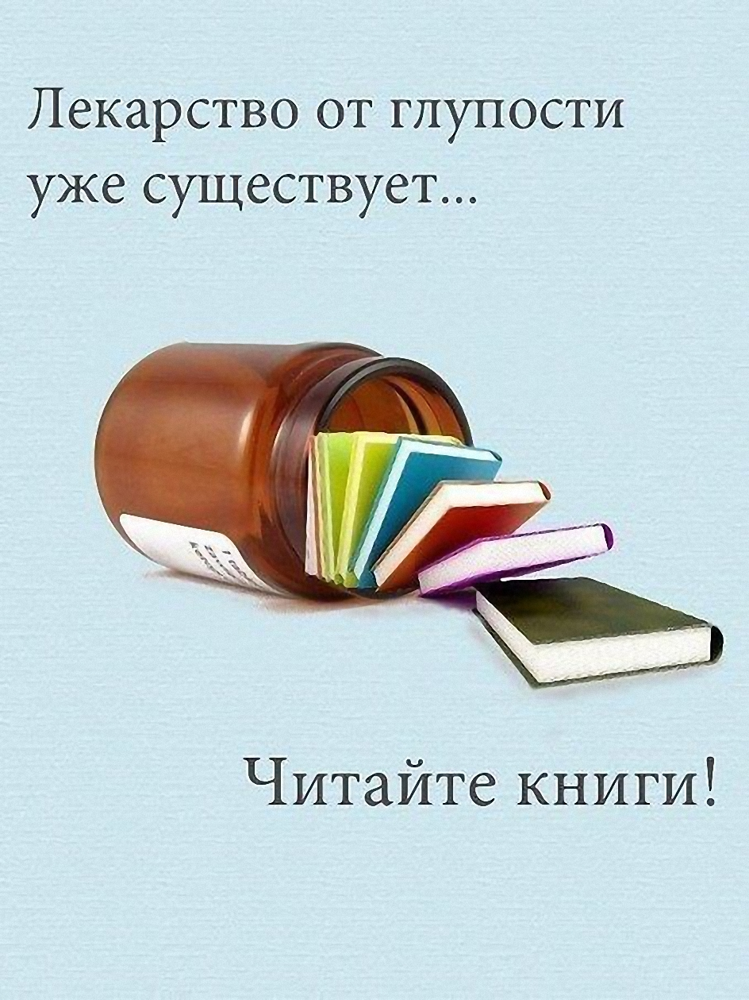 Лекарство от глупости
уже существует...
Читайте книги!